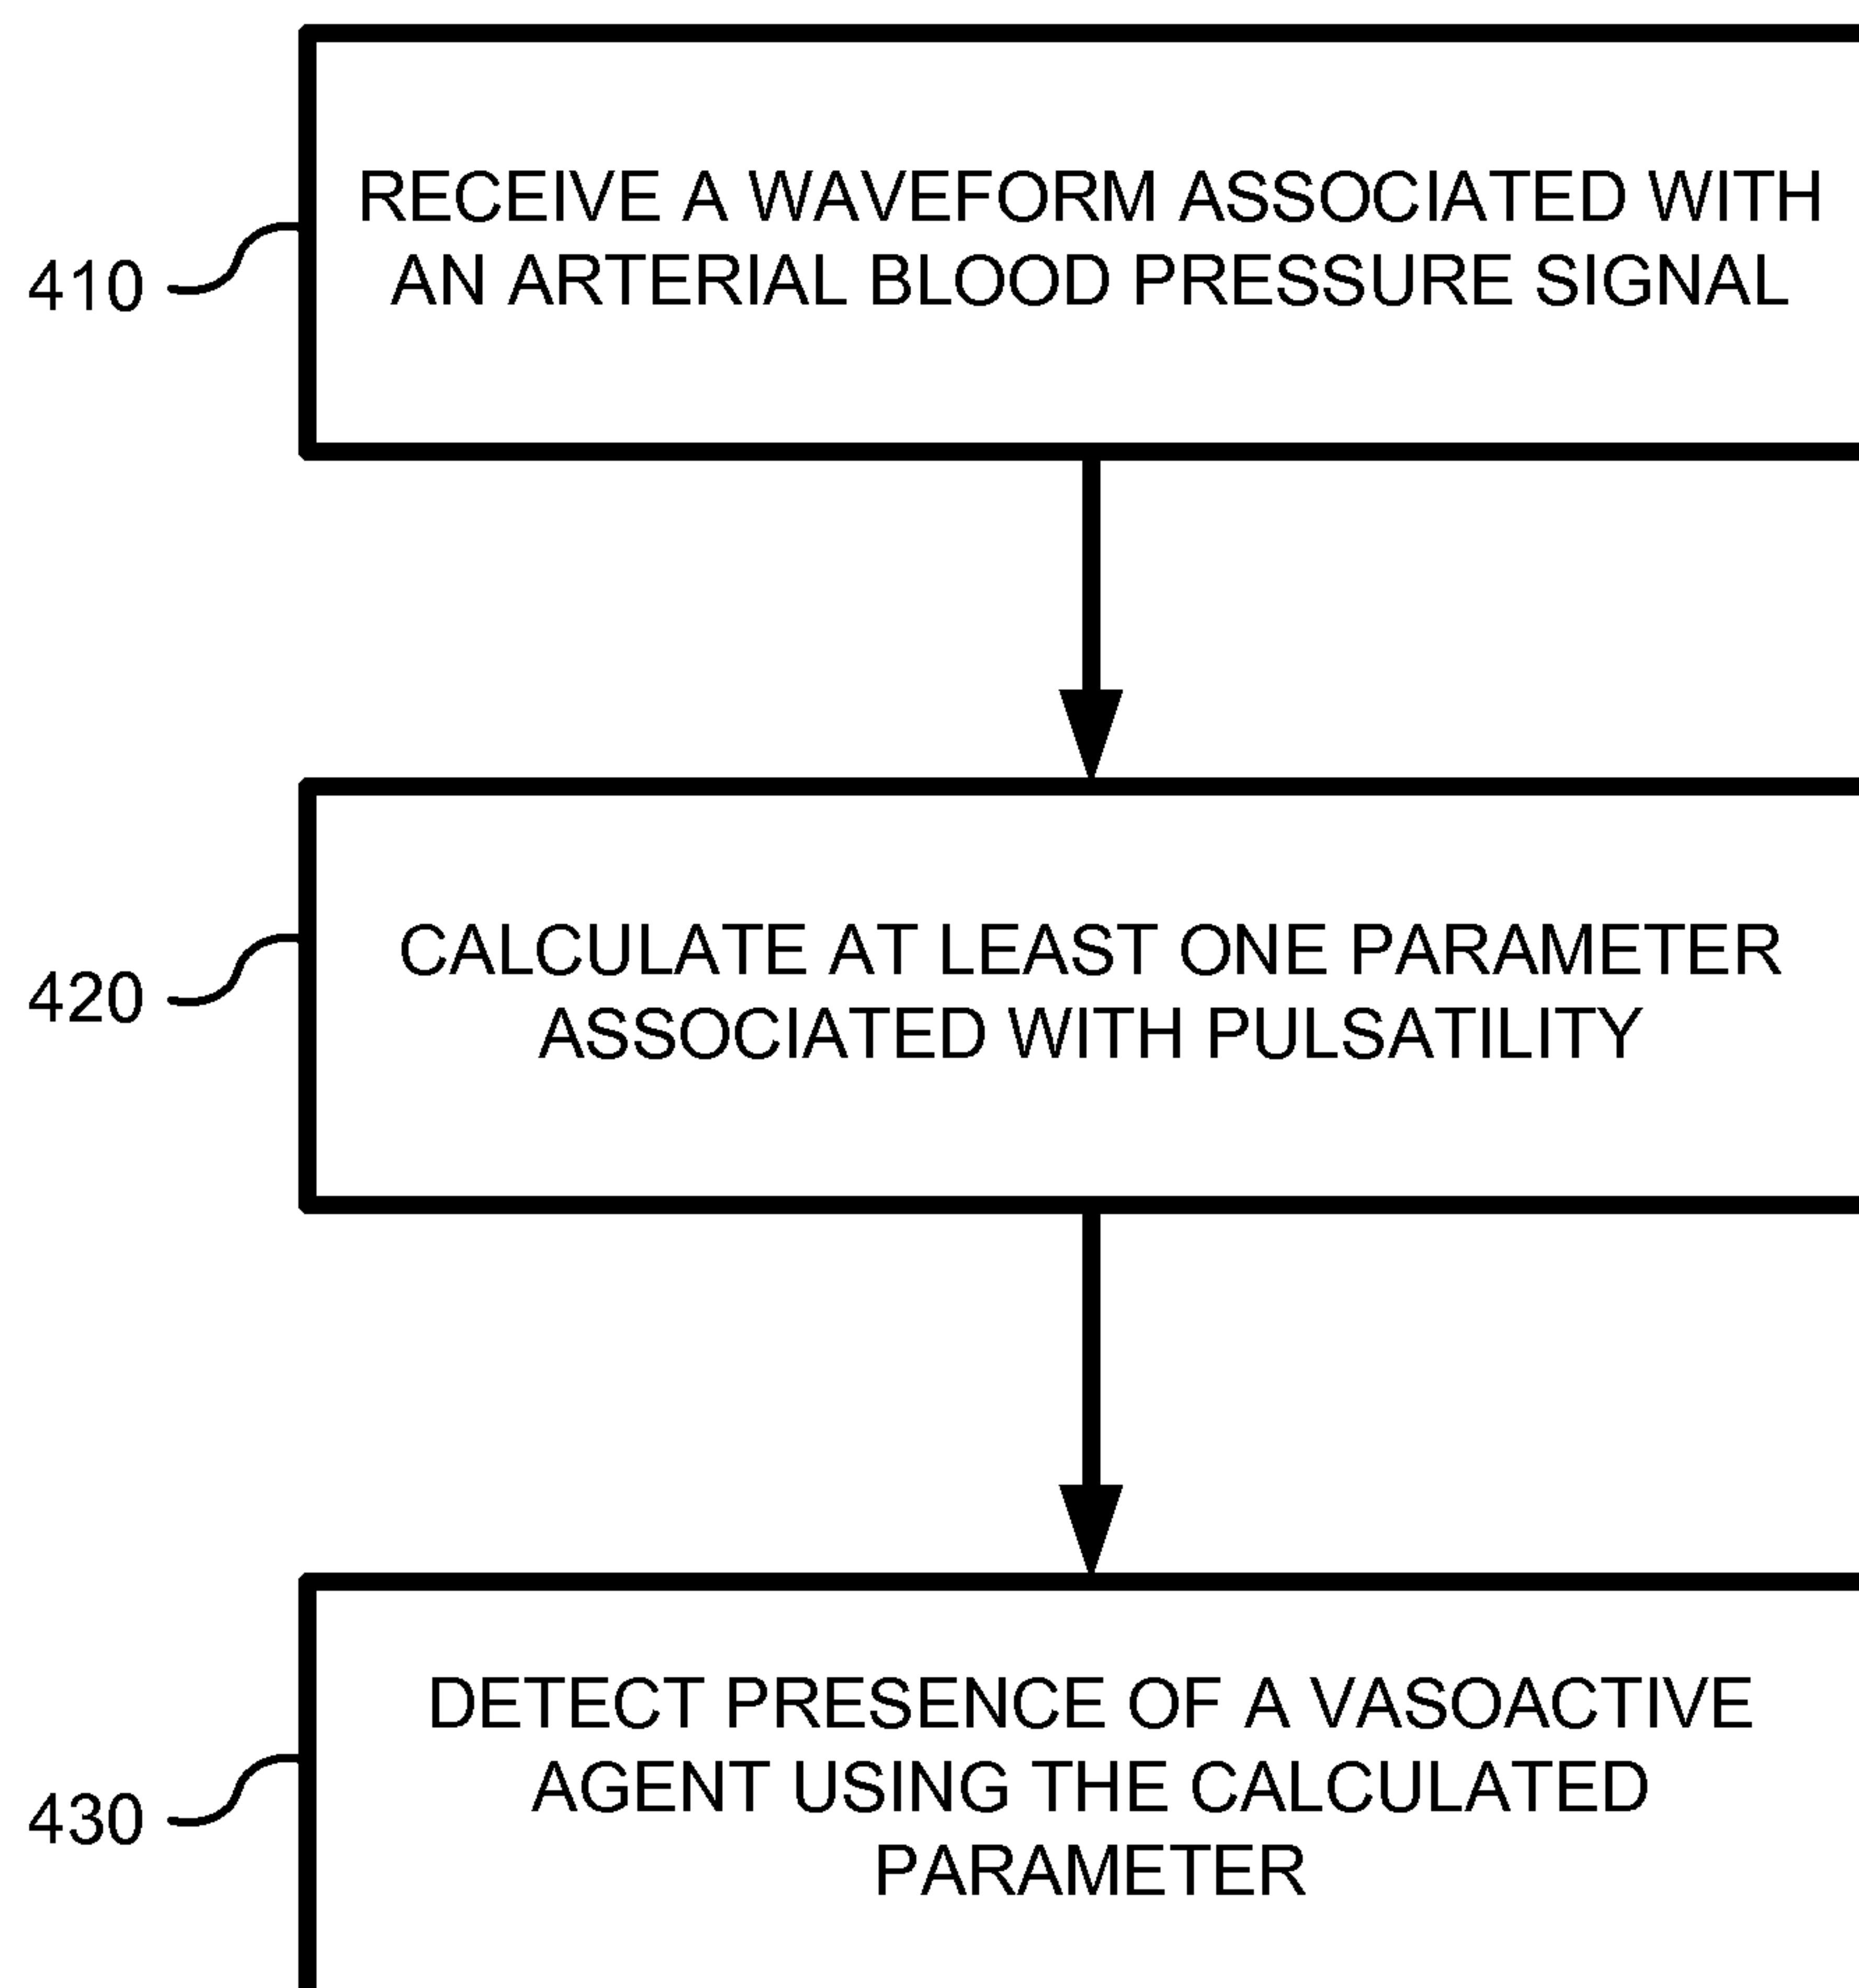 RECEIVE A WAVEFORM ASSOCIATED WITH
AN ARTERIAL BLOOD PRESSURE SIGNAL
410
CALCULATE AT LEAST ONE PARAMETER
ASSOCIATED WITH PULSATILITY
420
DETECT PRESENCE OF A VASOACTIVE
AGENT USING THE CALCULATED
PARAMETER
430